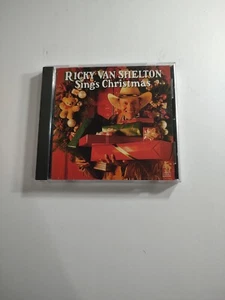 RICKY VAN SHELTON
Sings Christmas